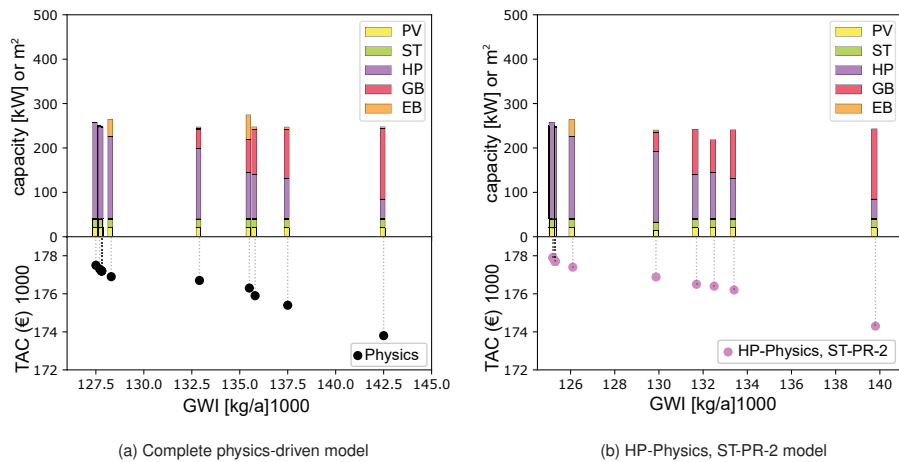 500
400
300
200
100
0
capacity [kW] or m²
PV
ST
HP
GB
EB
178
176
174
172
TAC (€) 1000
Physics
127.5 130.0 132.5 135.0 137.5 140.0 142.5 145.0
GWI [kg/a]1000
(a) Complete physics-driven model
500
400
300
200
100
0
capacity [kW] or m²
PV
ST
HP
GB
EB
178
176
174
172
TAC (€) 1000
HP-Physics, ST-PR-2
126 128 130 132 134 136 138 140
GWI [kg/a]1000
(b) HP-Physics, ST-PR-2 model